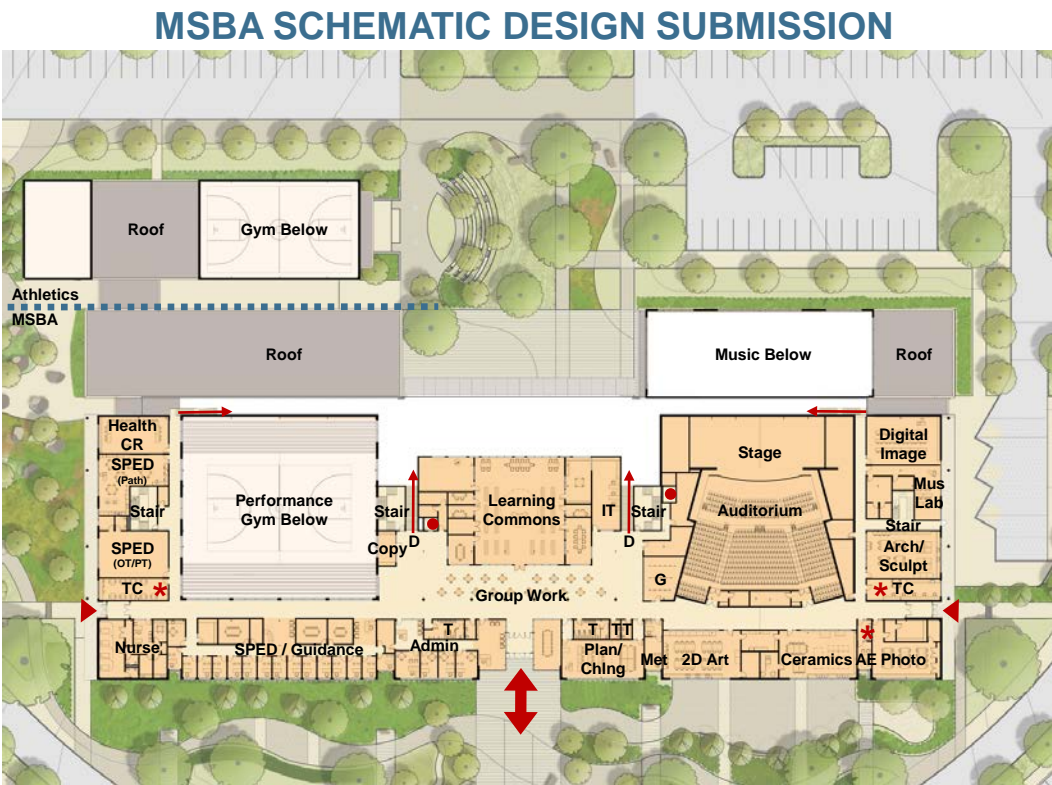 MSBA SCHEMATIC DESIGN SUBMISSION
Roof
Gym Below
Athletics
MSBA
Roof
Music Below
Roof
Health
CR
SPED
(Path)
Stair
SPED
(OT/PT)
TC
Performance
Gym Below
Stair
Copy
D
Learning
Commons
IT
Stair
D
Group Work
Stage
Auditorium
G
Digital
Image
Mus
Lab
Stair
Arch/
Sculpt
TC
Nurse
SPED / Guidance
T
Admin
T
TT
Plan/
Chlng
Met
2D Art
Ceramics
AE
Photo